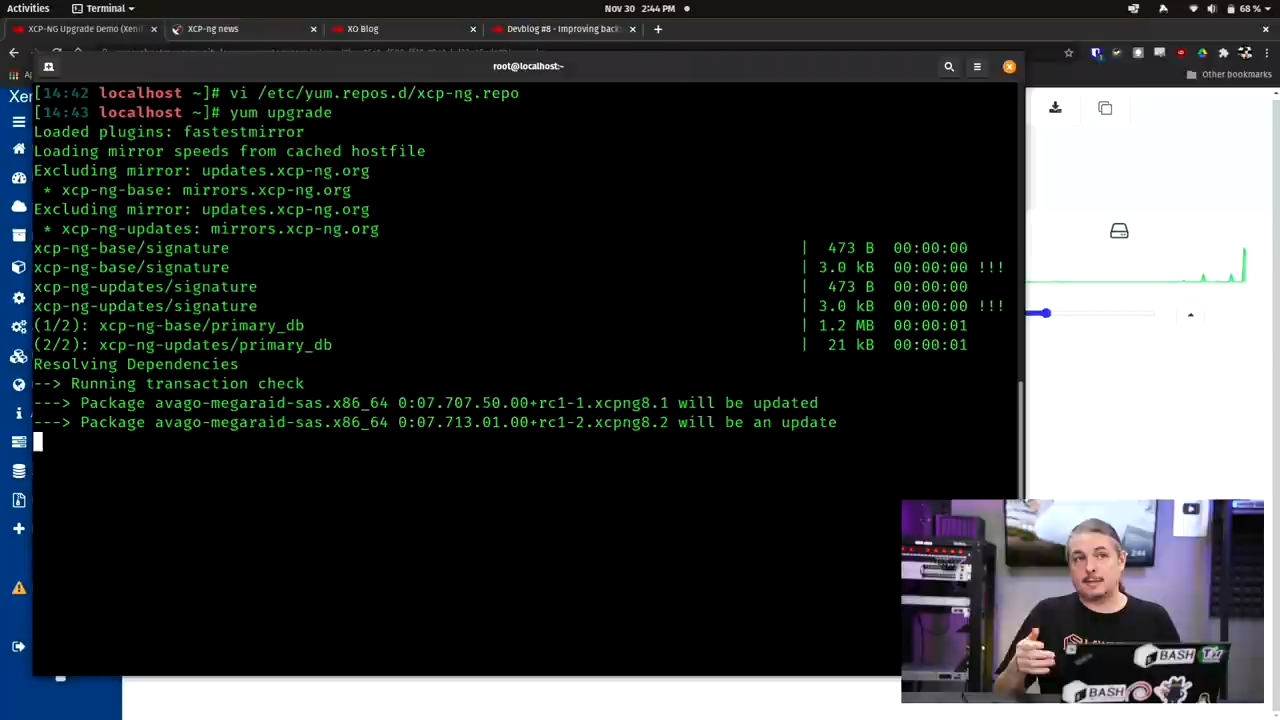 Activities
Terminal
Nov 30 2:44 PM
68 %
XCP-NG Upgrade Demo (Xen
XCP-ng news
XO Blog
Devblog #8 - Improving back
Other bookmarks
root@localhost:~
Xen
[14:42 localhost ~]# vi /etc/yum.repos.d/xcp-ng.repo
[14:43 localhost ~]# yum upgrade
Loaded plugins: fastestmirror
Loading mirror speeds from cached hostfile
Excluding mirror: updates.xcp-ng.org
* xcp-ng-base: mirrors.xcp-ng.org
Excluding mirror: updates.xcp-ng.org
* xcp-ng-updates: mirrors.xcp-ng.org
xcp-ng-base/signature | 473 B 00:00:00
xcp-ng-base/signature | 3.0 kB 00:00:00 !!!
xcp-ng-updates/signature | 473 B 00:00:00
xcp-ng-updates/signature | 3.0 kB 00:00:00 !!!
(1/2): xcp-ng-base/primary_db | 1.2 MB 00:00:01
(2/2): xcp-ng-updates/primary_db | 21 kB 00:00:01
Resolving Dependencies
--> Running transaction check
---> Package avago-megaraid-sas.x86_64 0:07.707.50.00+rc1-1.xcpng8.1 will be updated
---> Package avago-megaraid-sas.x86_64 0:07.713.01.00+rc1-2.xcpng8.2 will be an update
2:44
BASH
BASH